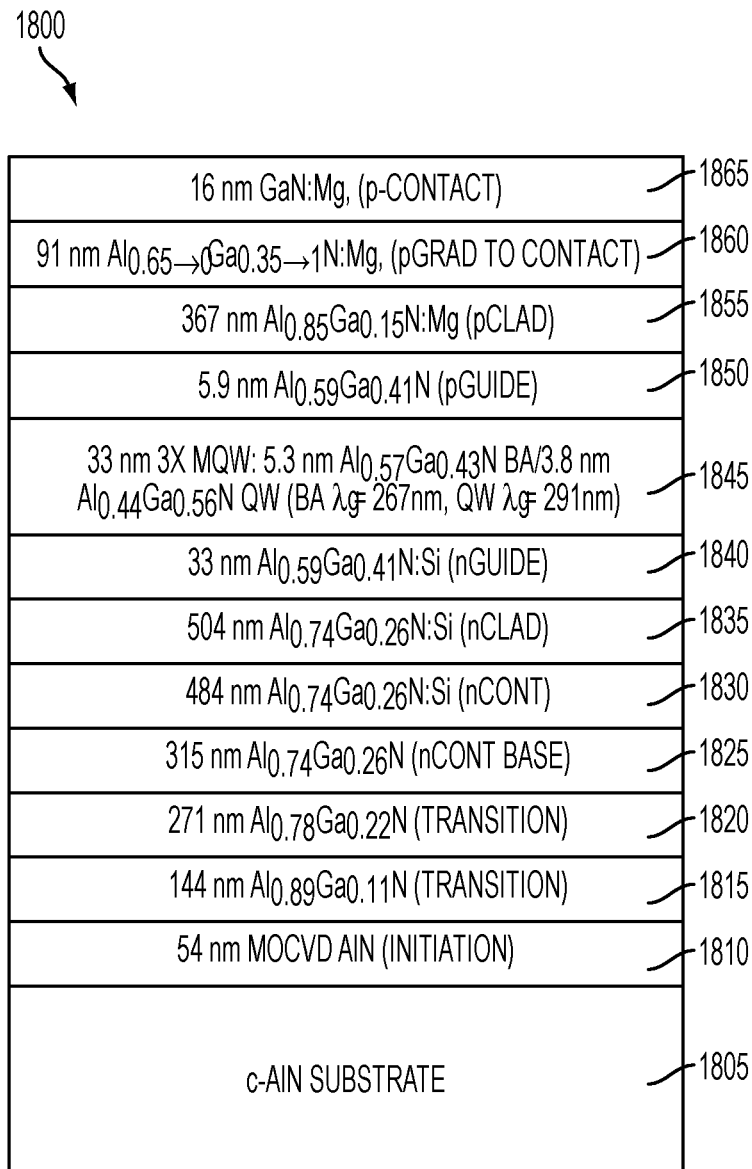 1800
16 nm GaN:Mg, (p-CONTACT)
1865
91 nm Al0.65→0Ga0.35→1N:Mg, (pGRAD TO CONTACT)
1860
367 nm Al0.85Ga0.15N:Mg (pCLAD)
1855
5.9 nm Al0.59Ga0.41N (pGUIDE)
1850
33 nm 3X MQW: 5.3 nm Al0.57Ga0.43N BA/3.8 nm
Al0.44Ga0.56N QW (BA λg= 267nm, QW λg= 291nm)
1845
33 nm Al0.59Ga0.41N:Si (nGUIDE)
1840
504 nm Al0.74Ga0.26N:Si (nCLAD)
1835
484 nm Al0.74Ga0.26N:Si (nCONT)
1830
315 nm Al0.74Ga0.26N (nCONT BASE)
1825
271 nm Al0.78Ga0.22N (TRANSITION)
1820
144 nm Al0.89Ga0.11N (TRANSITION)
1815
54 nm MOCVD AlN (INITIATION)
1810
c-AlN SUBSTRATE
1805